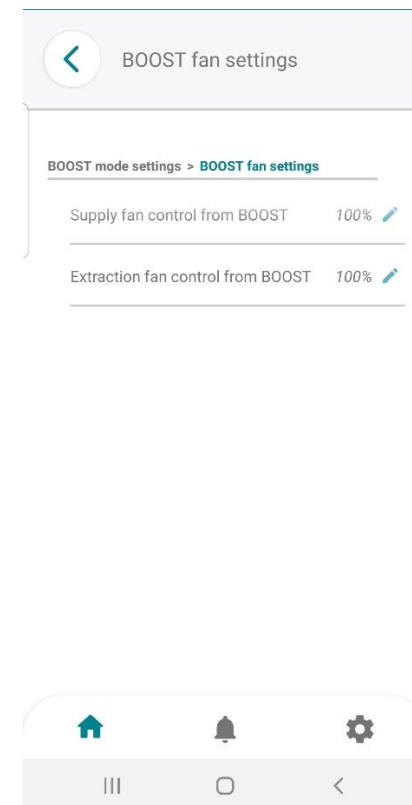 BOOST fan settings
BOOST mode settings > BOOST fan settings
Supply fan control from BOOST 100%
Extraction fan control from BOOST 100%